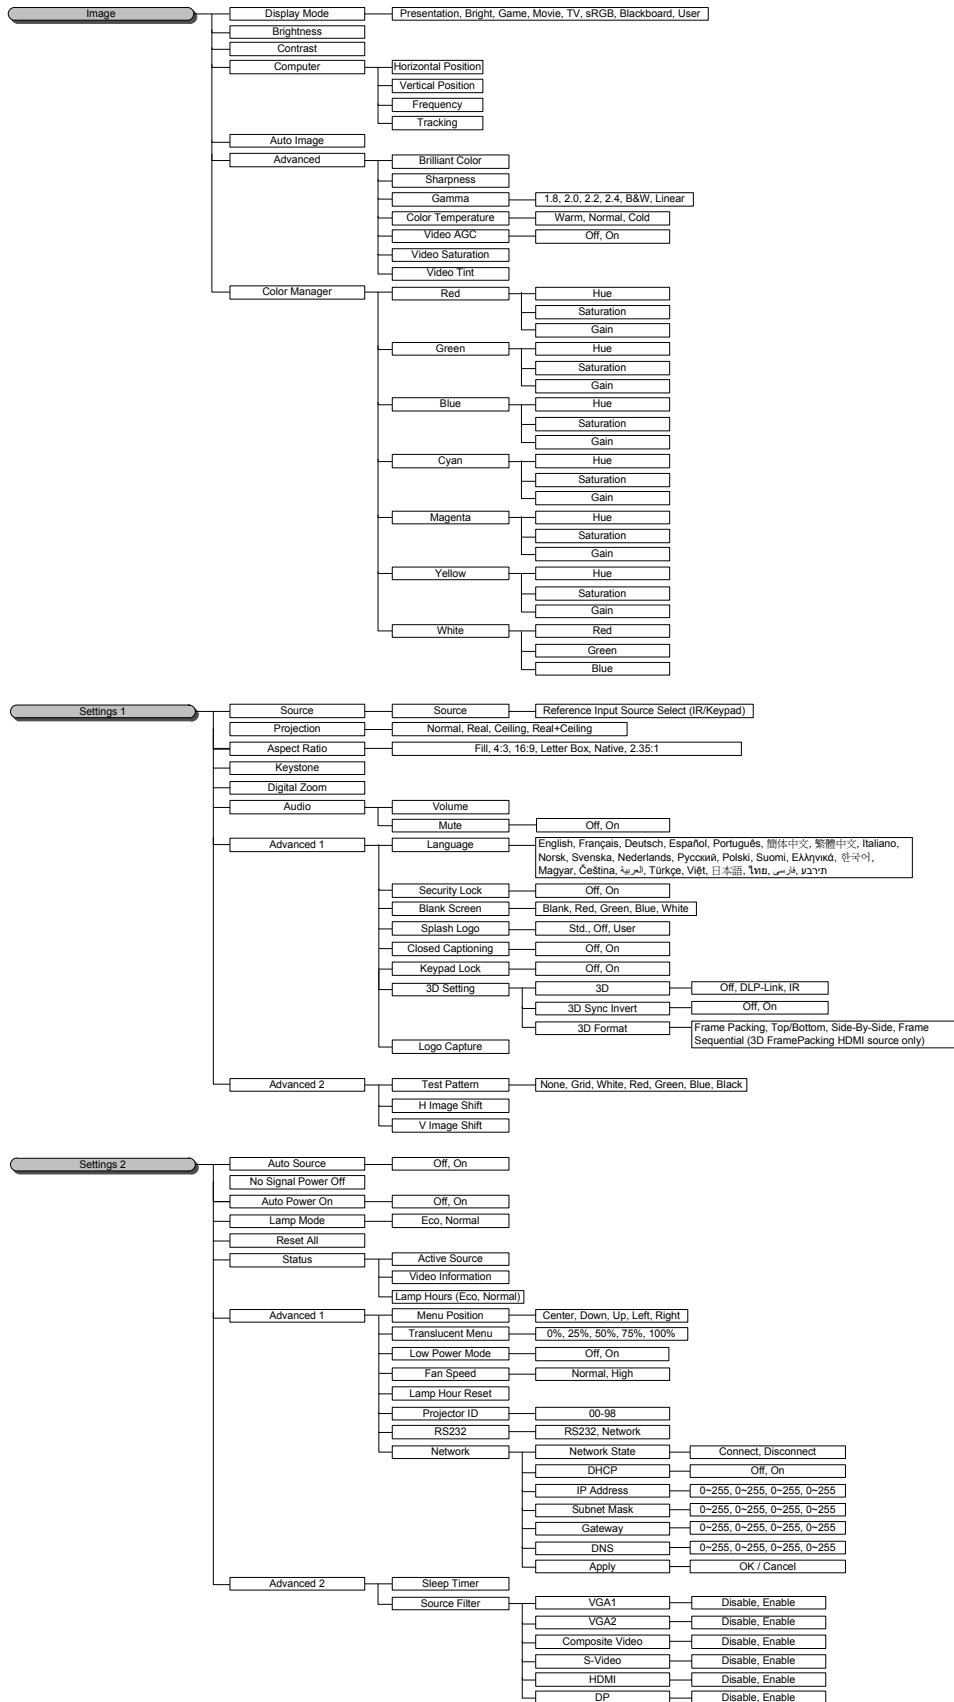 Image
Display Mode
Presentation, Bright, Game, Movie, TV, sRGB, Blackboard, User
Brightness
Contrast
Computer
Horizontal Position
Vertical Position
Frequency
Tracking
Auto Image
Advanced
Brilliant Color
Sharpness
Gamma
1.8, 2.0, 2.2, 2.4, B&W, Linear
Color Temperature
Warm, Normal, Cold
Video AGC
Off, On
Video Saturation
Video Tint
Color Manager
Red
Hue
Saturation
Gain
Green
Hue
Saturation
Gain
Blue
Hue
Saturation
Gain
Cyan
Hue
Saturation
Gain
Magenta
Hue
Saturation
Gain
Yellow
Hue
Saturation
Gain
White
Red
Green
Blue
Settings 1
Source
Source
Reference Input Source Select (IR/Keypad)
Projection
Normal, Real, Ceiling, Real+Ceiling
Aspect Ratio
Fill, 4:3, 16:9, Letter Box, Native, 2.35:1
Keystone
Digital Zoom
Audio
Volume
Mute
Off, On
Advanced 1
Language
English, Français, Deutsch, Español, Português, 簡体中文, 繁體中文, Italiano,
Norsk, Svenska, Nederlands, Русский, Polski, Suomi, Ελληνικά, 한국어,
Magyar, Čeština, العربية, Türkçe, Việt, 日本語, ไทย, فارسی, תירבע
Security Lock
Off, On
Blank Screen
Blank, Red, Green, Blue, White
Splash Logo
Std., Off, User
Closed Captioning
Off, On
Keypad Lock
Off, On
3D Setting
3D
Off, DLP-Link, IR
3D Sync Invert
Off, On
3D Format
Frame Packing, Top/Bottom, Side-By-Side, Frame
Sequential (3D FramePacking HDMI source only)
Logo Capture
Advanced 2
Test Pattern
None, Grid, White, Red, Green, Blue, Black
H Image Shift
V Image Shift
Settings 2
Auto Source
Off, On
No Signal Power Off
Auto Power On
Off, On
Lamp Mode
Eco, Normal
Reset All
Status
Active Source
Video Information
Lamp Hours (Eco, Normal)
Advanced 1
Menu Position
Center, Down, Up, Left, Right
Translucent Menu
0%, 25%, 50%, 75%, 100%
Low Power Mode
Off, On
Fan Speed
Normal, High
Lamp Hour Reset
Projector ID
00-98
RS232
RS232, Network
Network
Network State
Connect, Disconnect
DHCP
Off, On
IP Address
0~255, 0~255, 0~255, 0~255
Subnet Mask
0~255, 0~255, 0~255, 0~255
Gateway
0~255, 0~255, 0~255, 0~255
DNS
0~255, 0~255, 0~255, 0~255
Apply
OK / Cancel
Advanced 2
Sleep Timer
Source Filter
VGA1
Disable, Enable
VGA2
Disable, Enable
Composite Video
Disable, Enable
S-Video
Disable, Enable
HDMI
Disable, Enable
DP
Disable, Enable